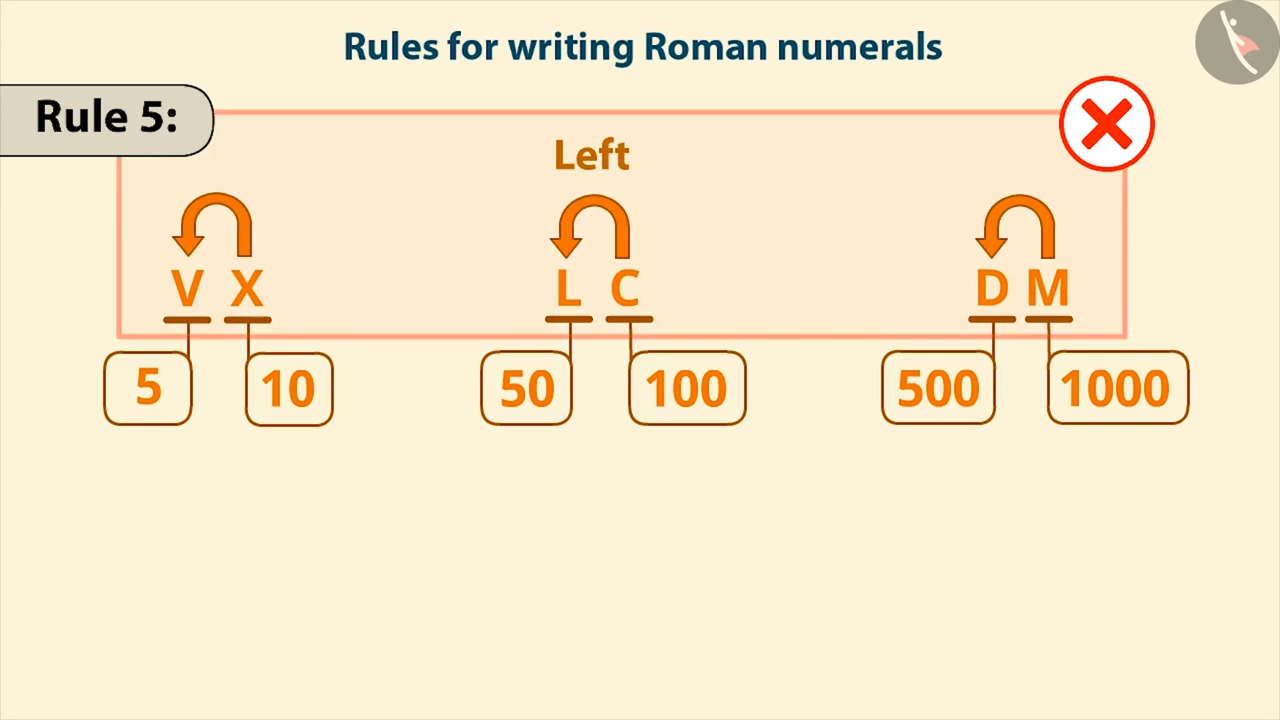 Rules for writing Roman numerals
Rule 5:
Left
V X L C D M
5 10 50 100 500 1000